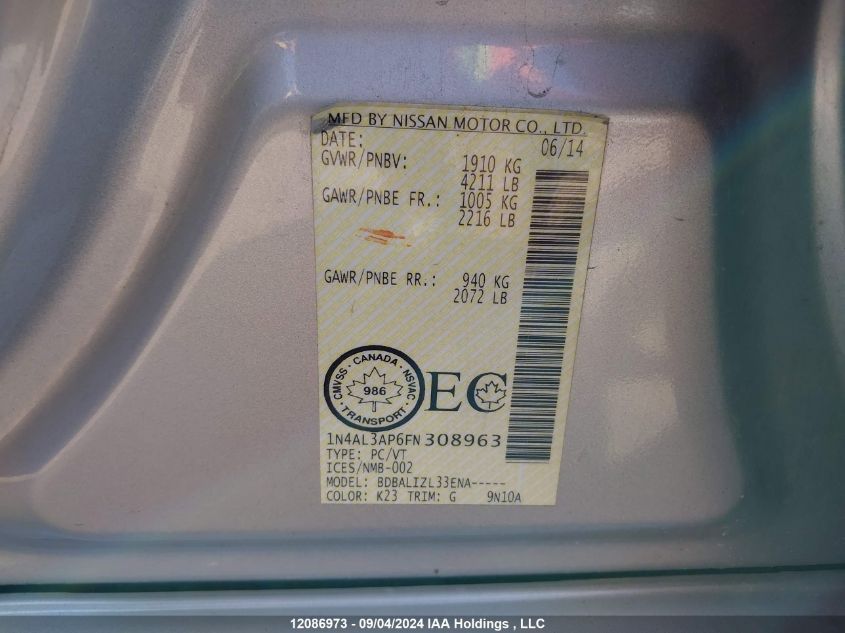 MFD BY NISSAN MOTOR CO., LTD.
DATE: 06/14
GVWR/PNBV: 1910 KG
4211 LB
GAWR/PNBE FR.: 1005 KG
2216 LB
GAWR/PNBE RR.: 940 KG
2072 LB
CMVSS · CANADA · NSVAC
986
TRANSPORT
EC
1N4AL3AP6FN308963
TYPE: PC/VT
ICES/NMB-002
MODEL: BDBALIZL33ENA-----
COLOR: K23 TRIM: G 9N10A
12086973 - 09/04/2024 IAA Holdings , LLC